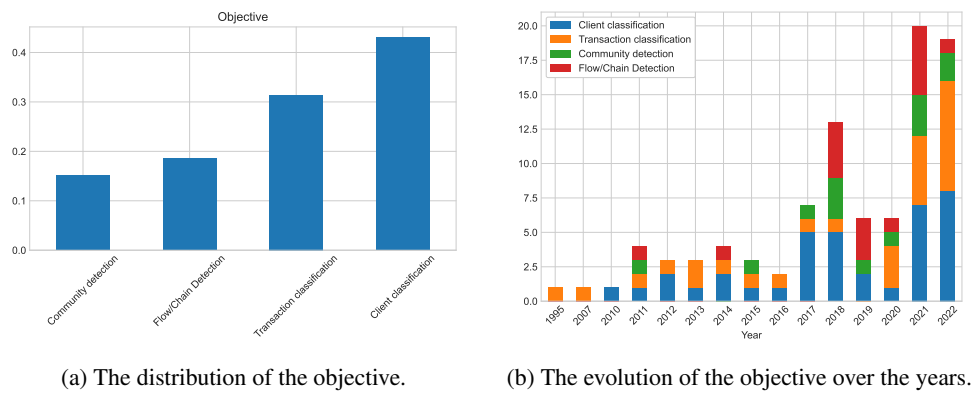 Objective
0.4
0.3
0.2
0.1
0.0
Community detection
Flow/Chain Detection
Transaction classification
Client classification
(a) The distribution of the objective.
Client classification
Transaction classification
Community detection
Flow/Chain Detection
20.0
17.5
15.0
12.5
10.0
7.5
5.0
2.5
0.0
1995
2007
2010
2011
2012
2013
2014
2015
2016
2017
2018
2019
2020
2021
2022
Year
(b) The evolution of the objective over the years.